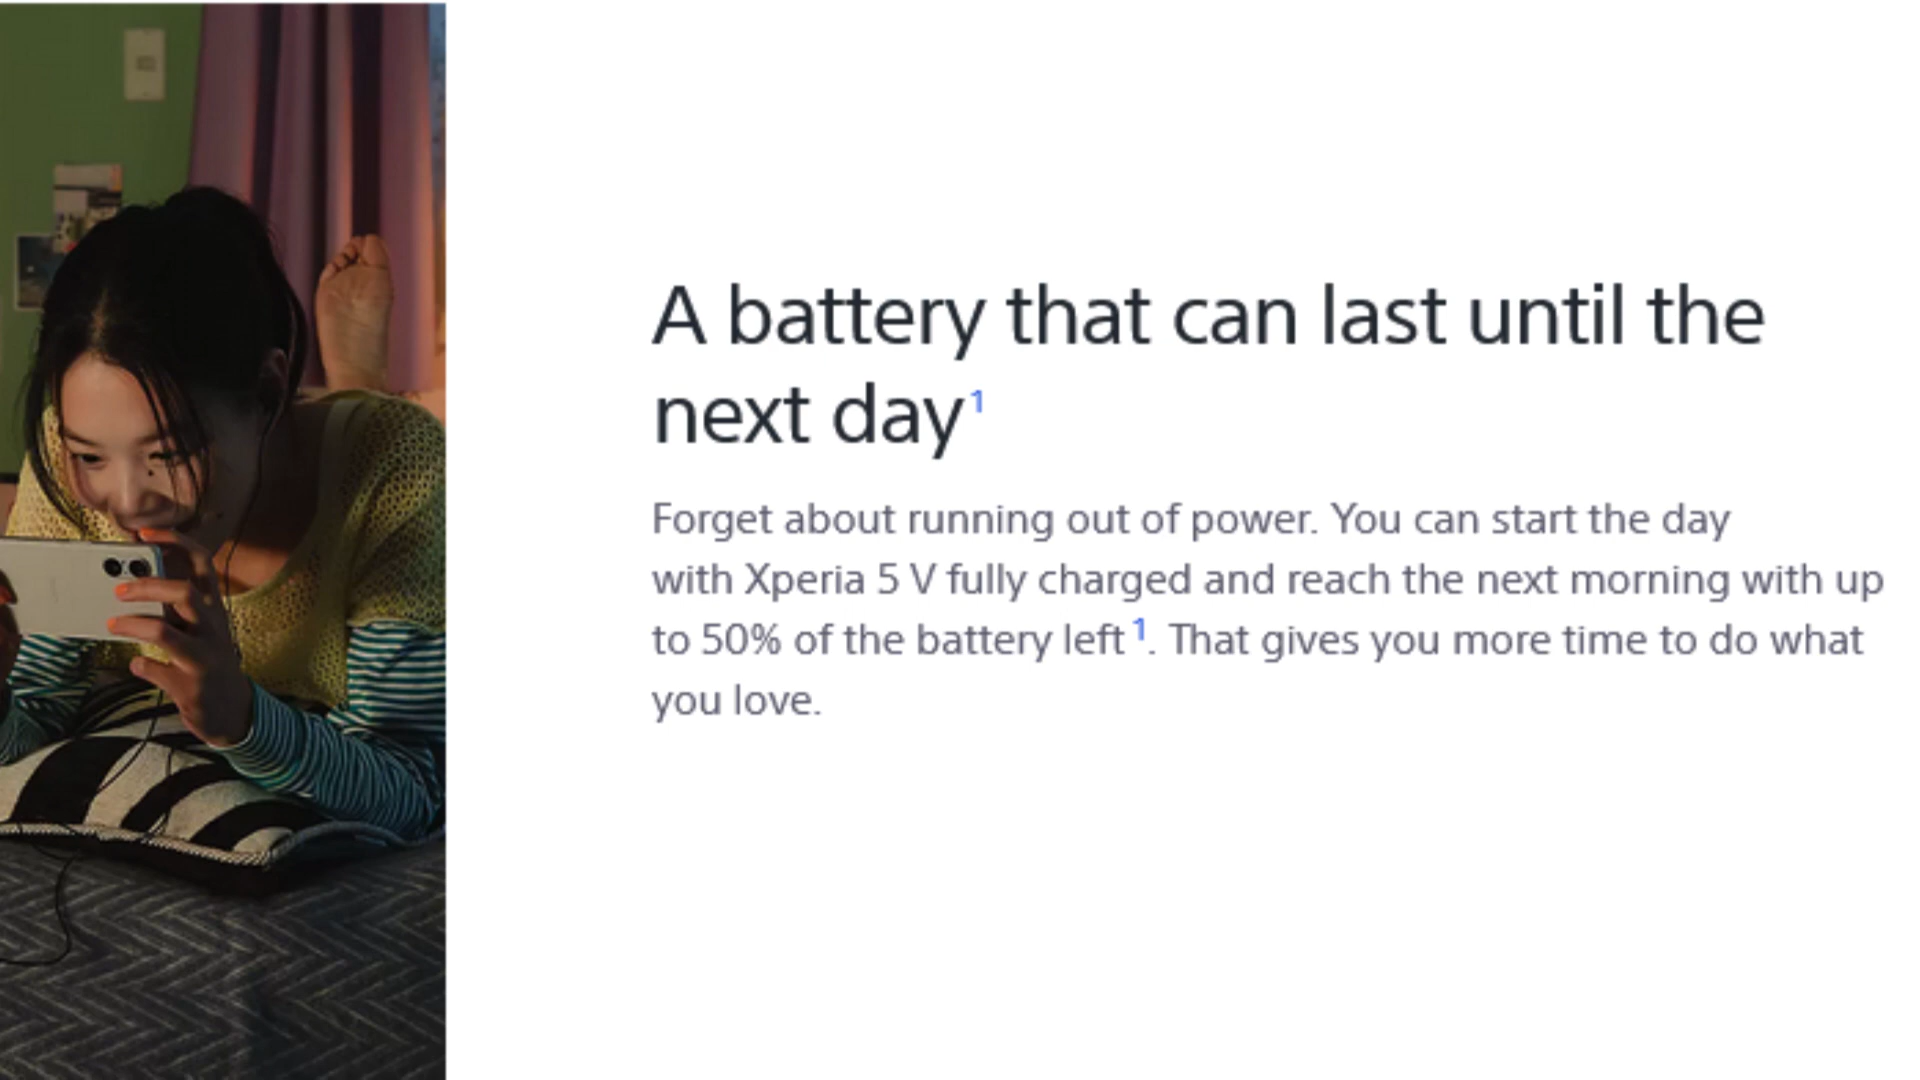 A battery that can last until the
next day¹
Forget about running out of power. You can start the day
with Xperia 5 V fully charged and reach the next morning with up
to 50% of the battery left¹. That gives you more time to do what
you love.